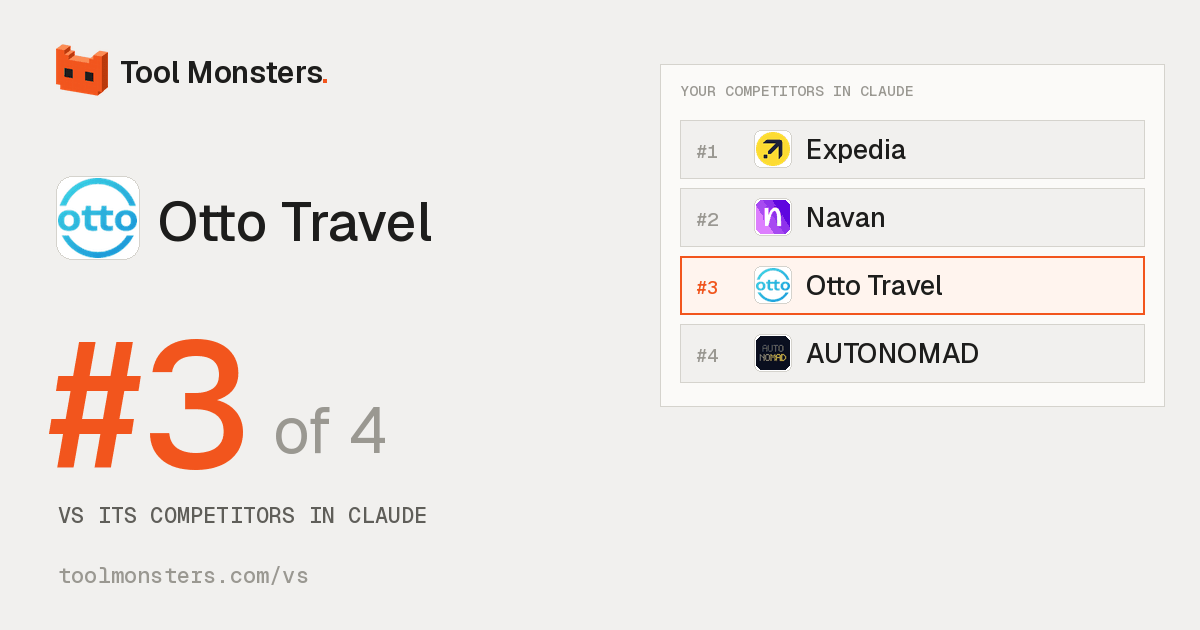 Tool Monsters.
otto
Otto Travel
#3 of 4
VS ITS COMPETITORS IN CLAUDE
toolmonsters.com/vs
YOUR COMPETITORS IN CLAUDE
#1 Expedia
#2 n Navan
#3 otto Otto Travel
#4 AUTO
NOMAD
AUTONOMAD